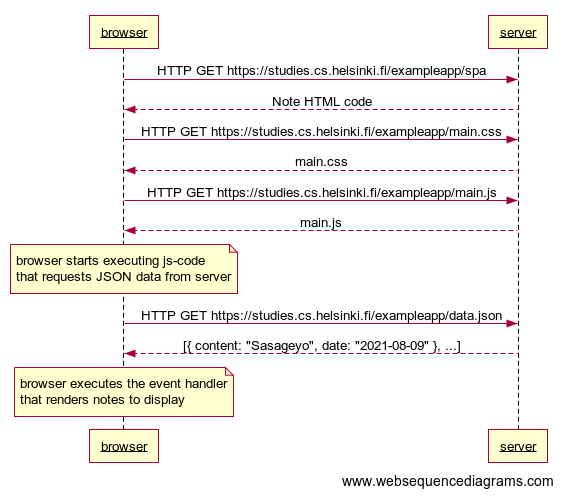 browser
server
HTTP GET https://studies.cs.helsinki.fi/exampleapp/spa
Note HTML code
HTTP GET https://studies.cs.helsinki.fi/exampleapp/main.css
main.css
HTTP GET https://studies.cs.helsinki.fi/exampleapp/main.js
main.js
browser starts executing js-code
that requests JSON data from server
HTTP GET https://studies.cs.helsinki.fi/exampleapp/data.json
[{ content: "Sasageyo", date: "2021-08-09" }, ...]
browser executes the event handler
that renders notes to display
browser
server
www.websequencediagrams.com